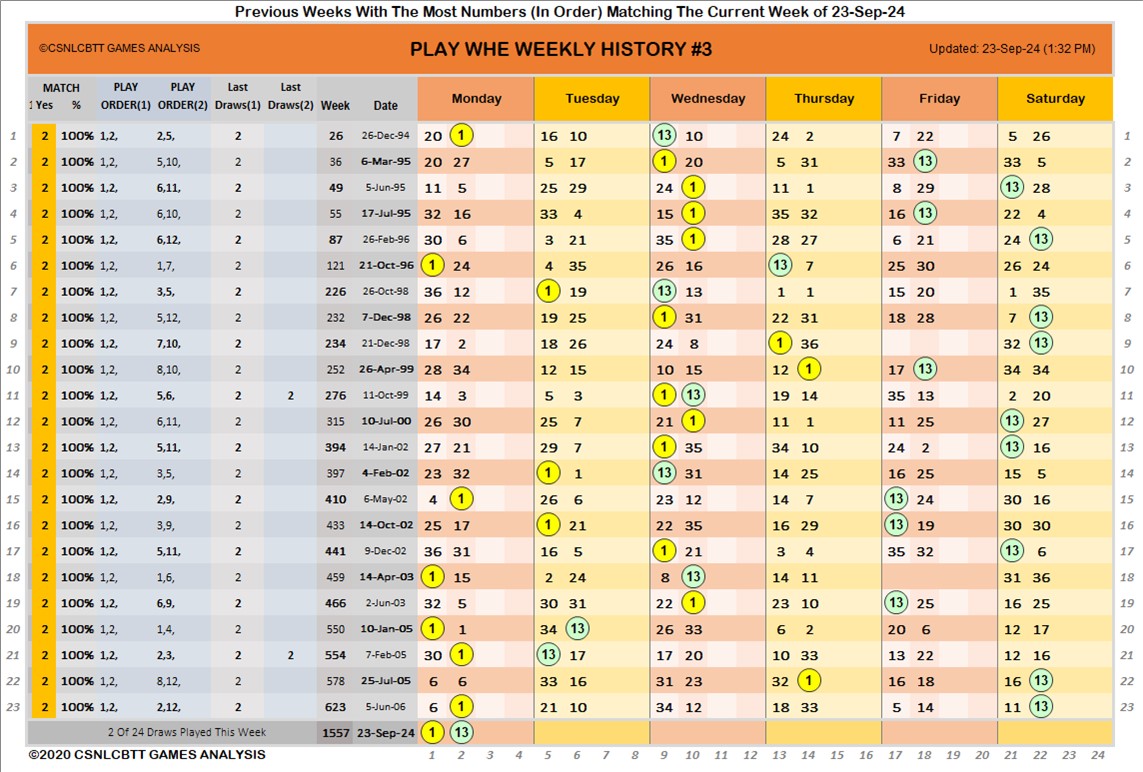 Previous Weeks With The Most Numbers (In Order) Matching The Current Week of 23-Sep-24
©CSNLCBTT GAMES ANALYSIS PLAY WHE WEEKLY HISTORY #3 Updated: 23-Sep-24 (1:32 PM)
MATCH PLAY PLAY Last Last
1 Yes % ORDER(1) ORDER(2) Draws(1) Draws(2) Week Date Monday Tuesday Wednesday Thursday Friday Saturday
1 2 100% 1,2, 2,5, 2 26 26-Dec-94 20 1 16 10 13 10 24 2 7 22 5 26 1
2 2 100% 1,2, 5,10, 2 36 6-Mar-95 20 27 5 17 1 20 5 31 33 13 33 5 2
3 2 100% 1,2, 6,11, 2 49 5-Jun-95 11 5 25 29 24 1 11 1 8 29 13 28 3
4 2 100% 1,2, 6,10, 2 55 17-Jul-95 32 16 33 4 15 1 35 32 16 13 22 4 4
5 2 100% 1,2, 6,12, 2 87 26-Feb-96 30 6 3 21 35 1 28 27 6 21 24 13 5
6 2 100% 1,2, 1,7, 2 121 21-Oct-96 1 24 4 35 26 16 13 7 25 30 26 24 6
7 2 100% 1,2, 3,5, 2 226 26-Oct-98 36 12 1 19 13 13 1 1 15 20 1 35 7
8 2 100% 1,2, 5,12, 2 232 7-Dec-98 26 22 19 25 1 31 22 31 18 28 7 13 8
9 2 100% 1,2, 7,10, 2 234 21-Dec-98 17 2 18 26 24 8 1 36 32 13 9
10 2 100% 1,2, 8,10, 2 252 26-Apr-99 28 34 12 15 10 15 12 1 17 13 34 34 10
11 2 100% 1,2, 5,6, 2 2 276 11-Oct-99 14 3 5 3 1 13 19 14 35 13 2 20 11
12 2 100% 1,2, 6,11, 2 315 10-Jul-00 26 30 25 7 21 1 11 1 11 25 13 27 12
13 2 100% 1,2, 5,11, 2 394 14-Jan-02 27 21 29 7 1 35 34 10 24 2 13 16 13
14 2 100% 1,2, 3,5, 2 397 4-Feb-02 23 32 1 1 13 31 14 25 16 25 15 5 14
15 2 100% 1,2, 2,9, 2 410 6-May-02 4 1 26 6 23 12 14 7 13 24 30 16 15
16 2 100% 1,2, 3,9, 2 433 14-Oct-02 25 17 1 21 22 35 16 29 13 19 30 30 16
17 2 100% 1,2, 5,11, 2 441 9-Dec-02 36 31 16 5 1 21 3 4 35 32 13 6 17
18 2 100% 1,2, 1,6, 2 459 14-Apr-03 1 15 2 24 8 13 14 11 31 36 18
19 2 100% 1,2, 6,9, 2 466 2-Jun-03 32 5 30 31 22 1 23 10 13 25 16 25 19
20 2 100% 1,2, 1,4, 2 550 10-Jan-05 1 1 34 13 26 33 6 2 20 6 12 17 20
21 2 100% 1,2, 2,3, 2 2 554 7-Feb-05 30 1 13 17 17 20 10 33 13 22 12 16 21
22 2 100% 1,2, 8,12, 2 578 25-Jul-05 6 6 33 16 31 23 32 1 16 18 16 13 22
23 2 100% 1,2, 2,12, 2 623 5-Jun-06 6 1 21 10 34 12 18 33 5 14 11 13 23
2 Of 24 Draws Played This Week 1557 23-Sep-24 1 13
©2020 CSNLCBTT GAMES ANALYSIS 1 2 3 4 5 6 7 8 9 10 11 12 13 14 15 16 17 18 19 20 21 22 23 24